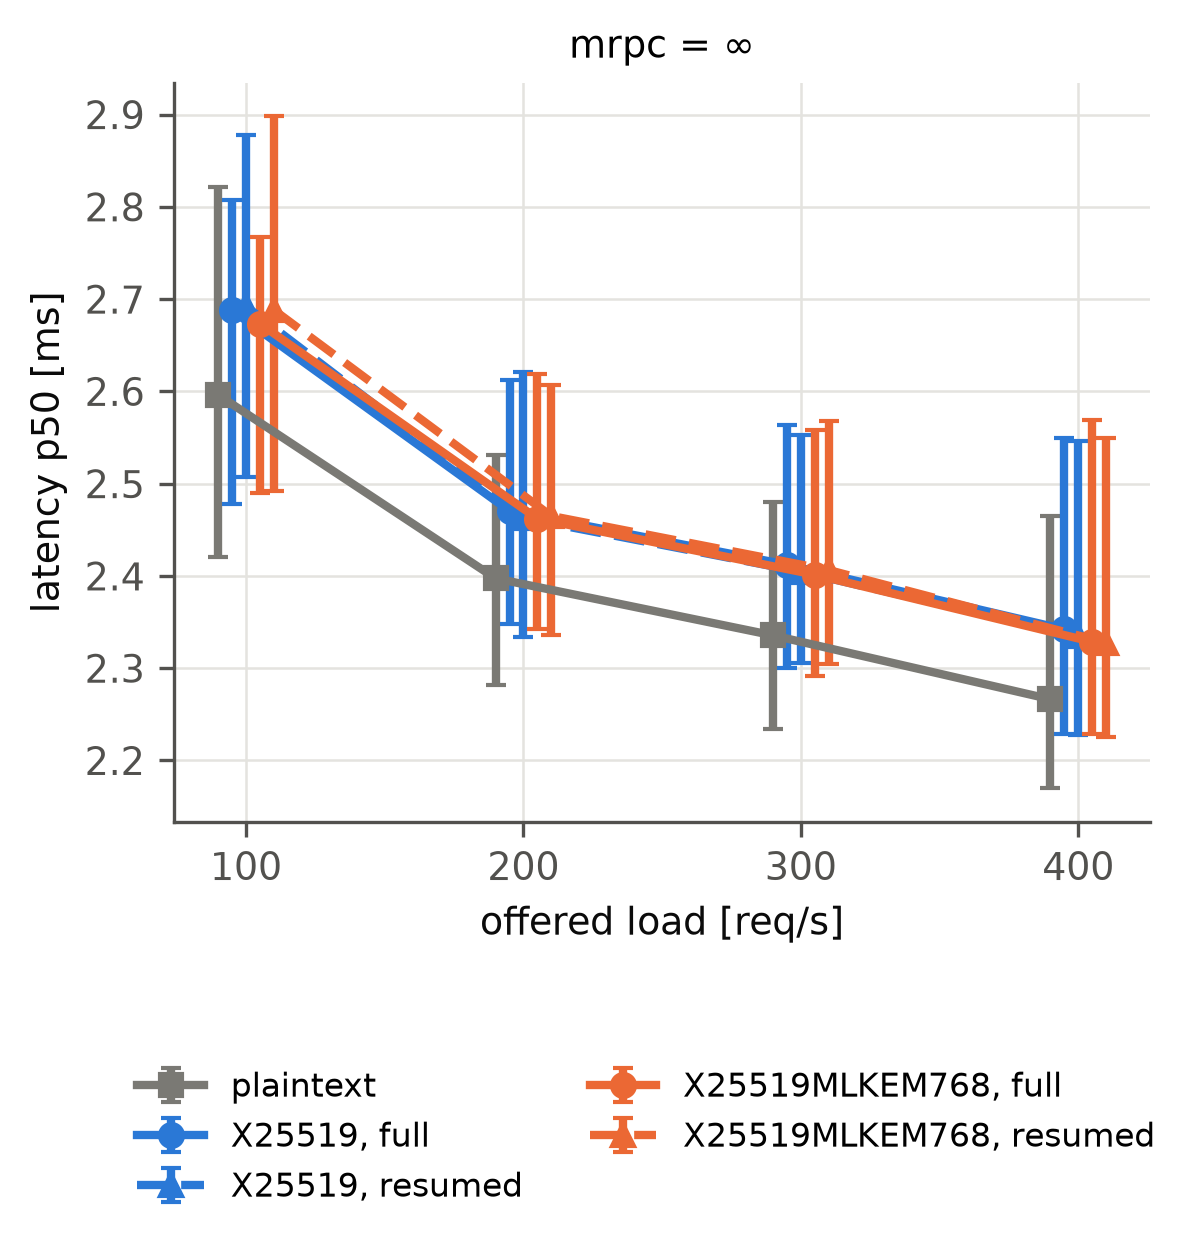 mrpc = ∞
latency p50 [ms]
2.9
2.8
2.7
2.6
2.5
2.4
2.3
2.2
100 200 300 400
offered load [req/s]
plaintext
X25519, full
X25519, resumed
X25519MLKEM768, full
X25519MLKEM768, resumed